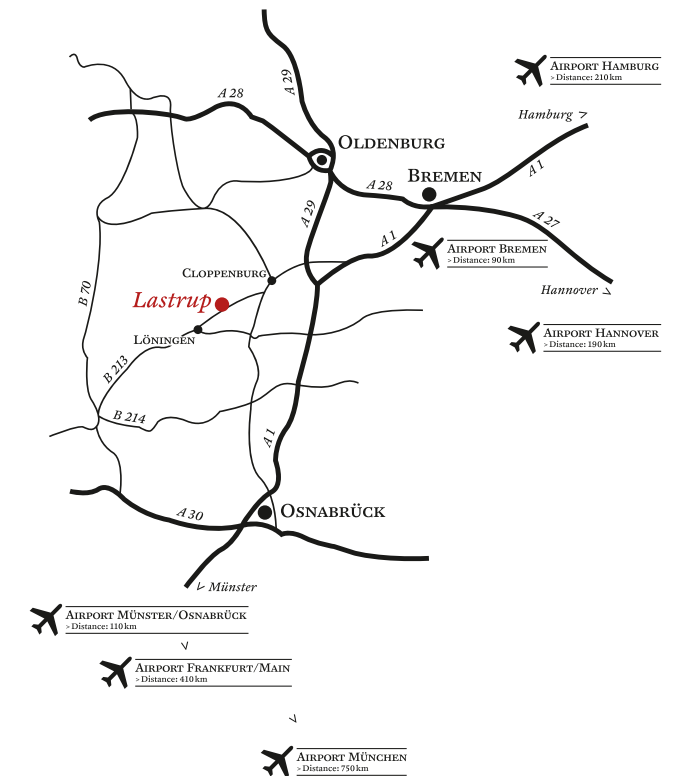 AIRPORT HAMBURG
> Distance: 210 km
A 29
A 28
Hamburg >
OLDENBURG
A 1
BREMEN
A 28
A 29
A 27
A 1
AIRPORT BREMEN
> Distance: 90 km
CLOPPENBURG
B 70
Hannover >
Lastrup
LÖNINGEN
AIRPORT HANNOVER
> Distance: 190 km
B 213
B 214
A 1
A 30
OSNABRÜCK
> Münster
AIRPORT MÜNSTER/OSNABRÜCK
> Distance: 110 km
>
AIRPORT FRANKFURT/MAIN
> Distance: 410 km
>
AIRPORT MÜNCHEN
> Distance: 750 km